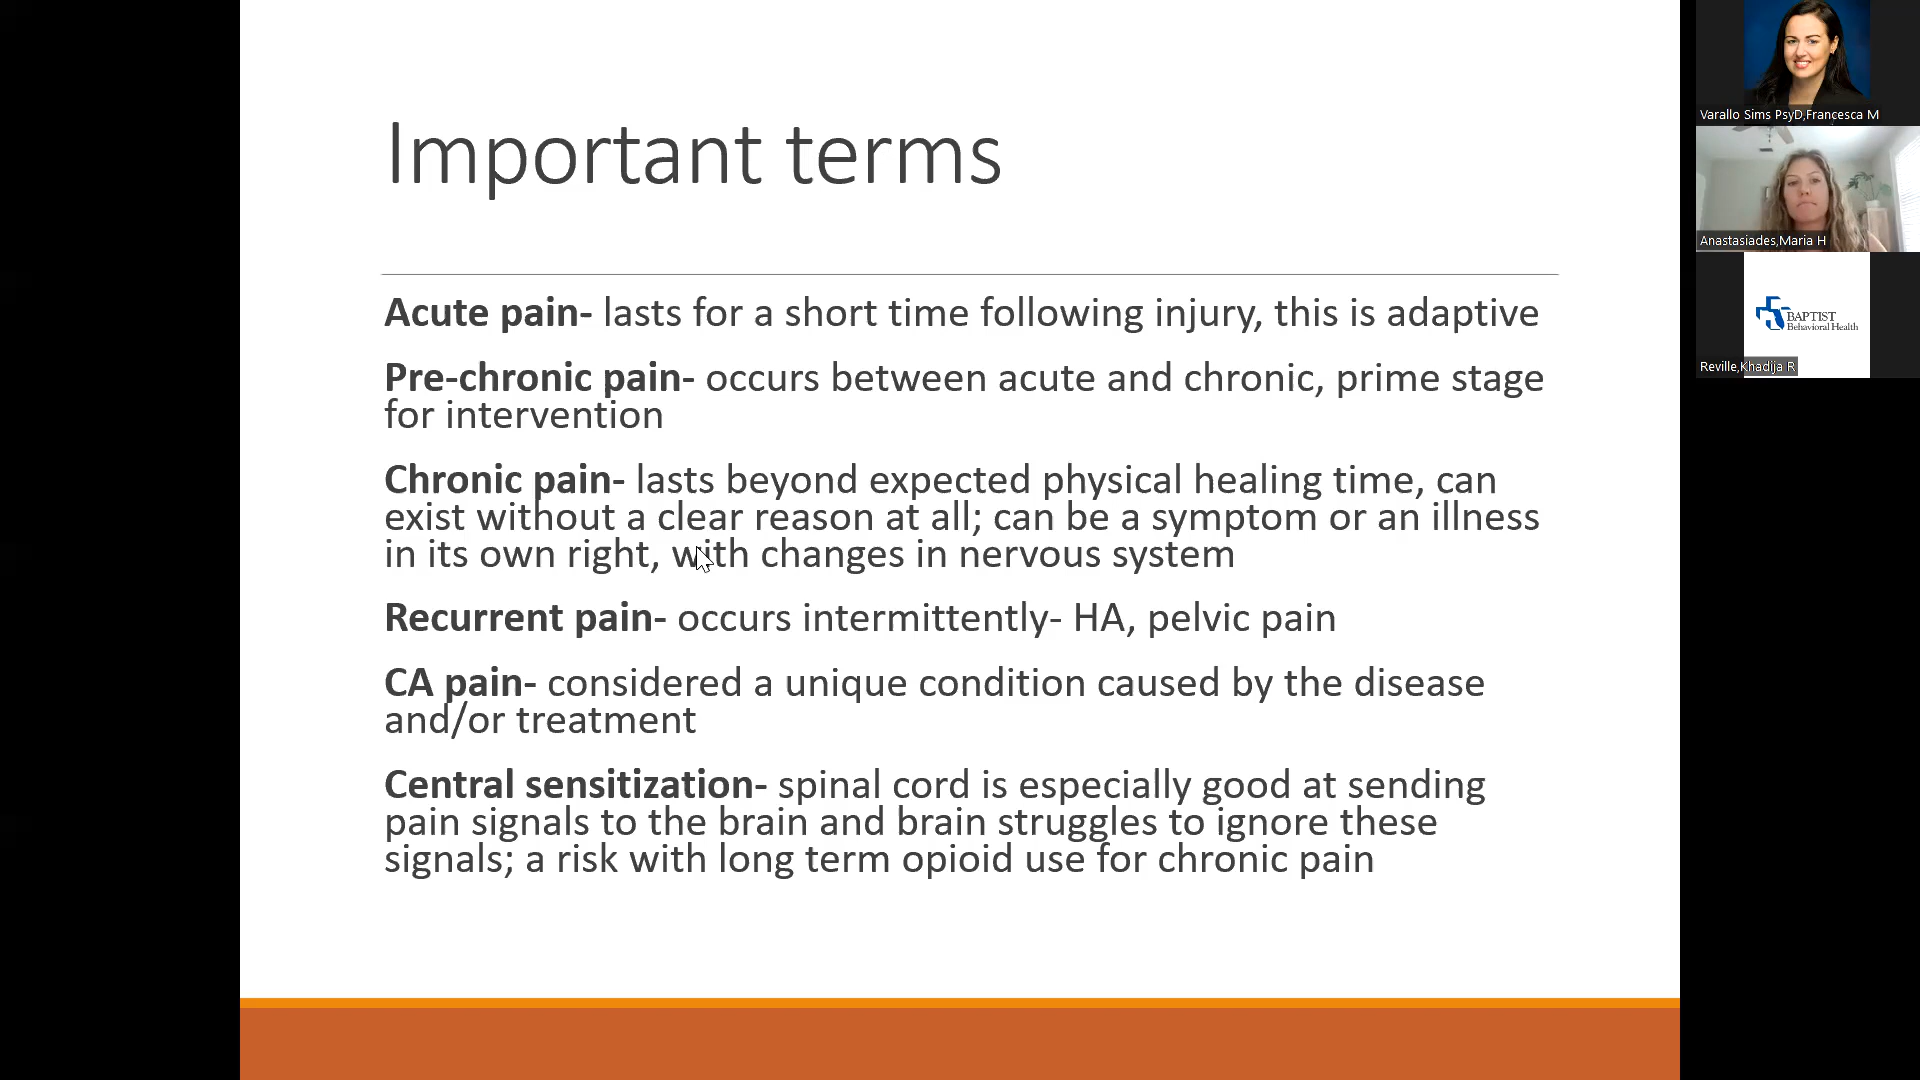 Important terms
Acute pain- lasts for a short time following injury, this is adaptive
Pre-chronic pain- occurs between acute and chronic, prime stage
for intervention
Chronic pain- lasts beyond expected physical healing time, can
exist without a clear reason at all; can be a symptom or an illness
in its own right, with changes in nervous system
Recurrent pain- occurs intermittently- HA, pelvic pain
CA pain- considered a unique condition caused by the disease
and/or treatment
Central sensitization- spinal cord is especially good at sending
pain signals to the brain and brain struggles to ignore these
signals; a risk with long term opioid use for chronic pain
Varallo Sims PsyD,Francesca M
Anastasiades,Maria H
BAPTIST
Behavioral Health
Reville,Khadija R